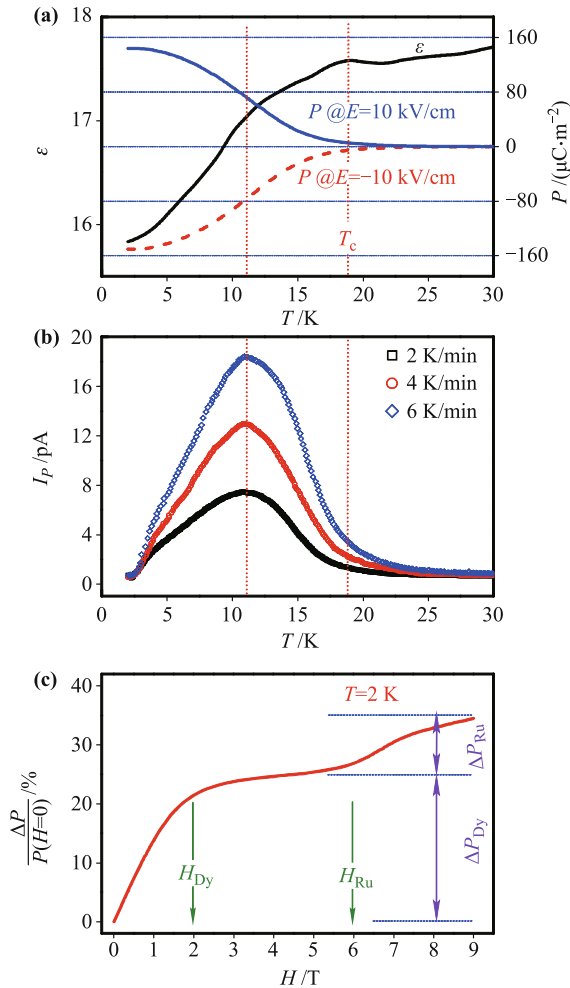 (a)
160
18
ε
80
P @E=10 kV/cm
17
ε
0
P /(μC·m⁻²)
P @E=−10 kV/cm
−80
16
T_c
−160
0 5 10 15 20 25 30
T /K
(b)
20
2 K/min
16
4 K/min
6 K/min
12
I_P /pA
8
4
0
0 5 10 15 20 25 30
T /K
(c)
40
T=2 K
ΔP_Ru
30
ΔP/P(H=0) /%
20
H_Dy
H_Ru
ΔP_Dy
10
0
0 1 2 3 4 5 6 7 8 9
H /T